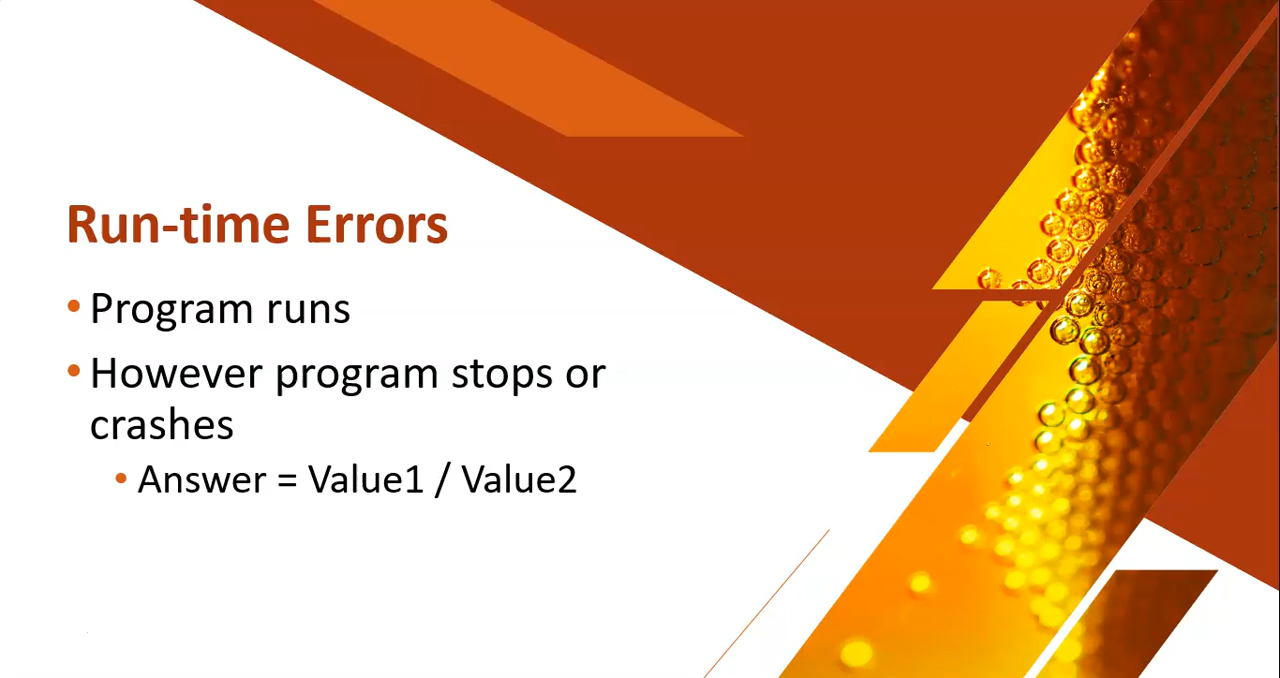 Run-time Errors
• Program runs
• However program stops or
crashes
• Answer = Value1 / Value2